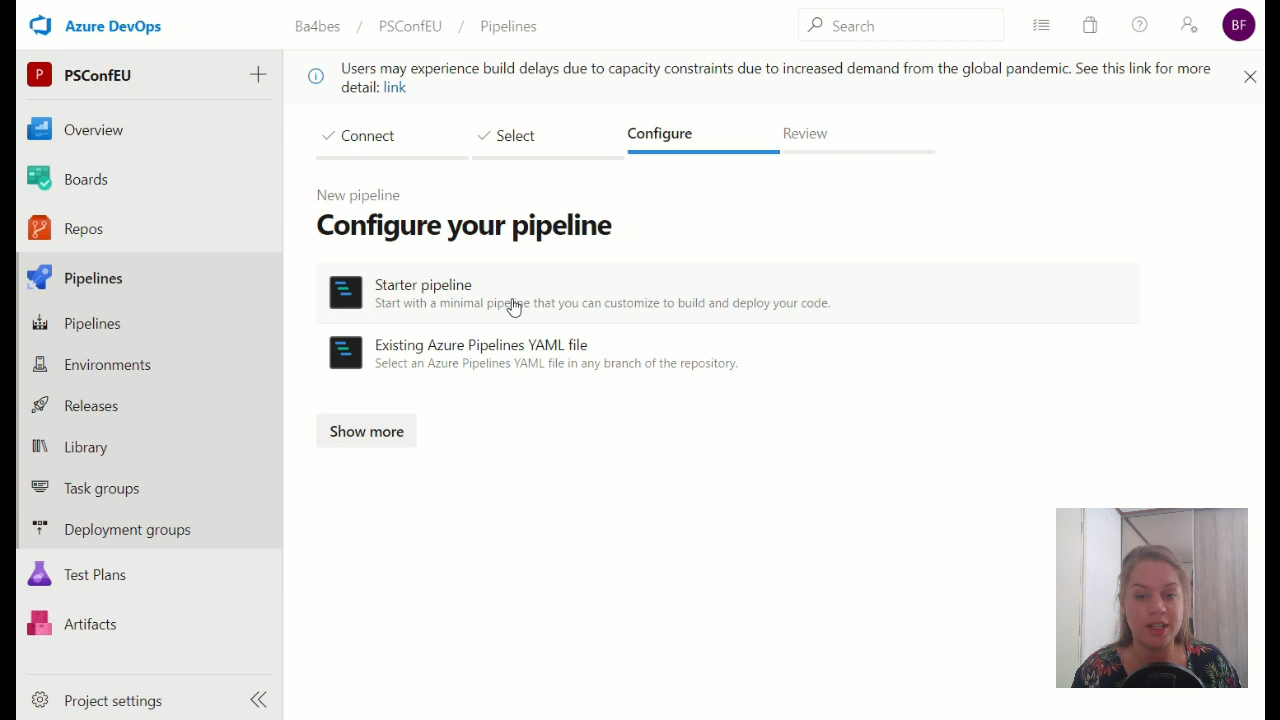 Azure DevOps
Ba4bes / PSConfEU / Pipelines
Search
BF
P PSConfEU
Users may experience build delays due to capacity constraints due to increased demand from the global pandemic. See this link for more
detail: link
Overview
Boards
Repos
Pipelines
Pipelines
Environments
Releases
Library
Task groups
Deployment groups
Test Plans
Artifacts
Project settings
Connect
Select
Configure
Review
New pipeline
Configure your pipeline
Starter pipeline
Start with a minimal pipeline that you can customize to build and deploy your code.
Existing Azure Pipelines YAML file
Select an Azure Pipelines YAML file in any branch of the repository.
Show more